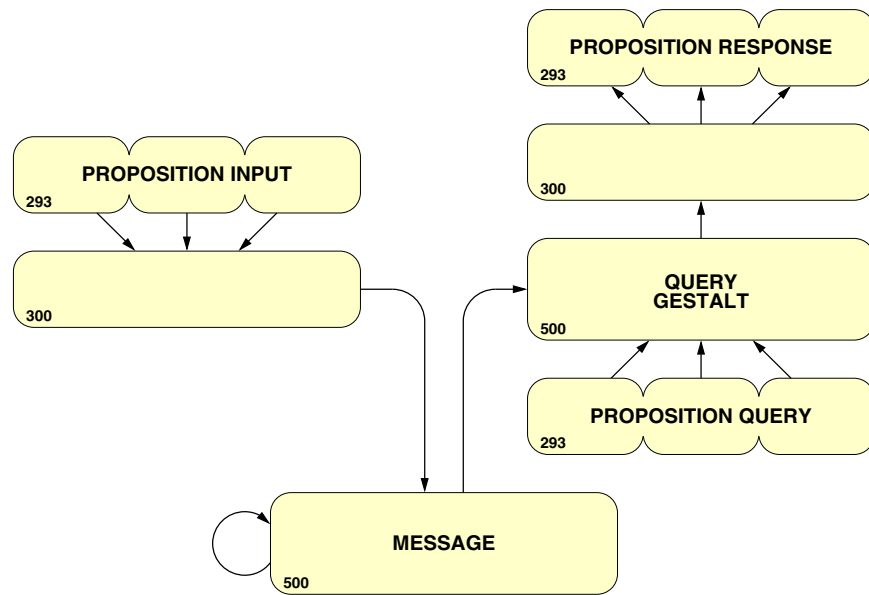 PROPOSITION RESPONSE
293
300
PROPOSITION INPUT
293
300
QUERY
GESTALT
500
PROPOSITION QUERY
293
MESSAGE
500